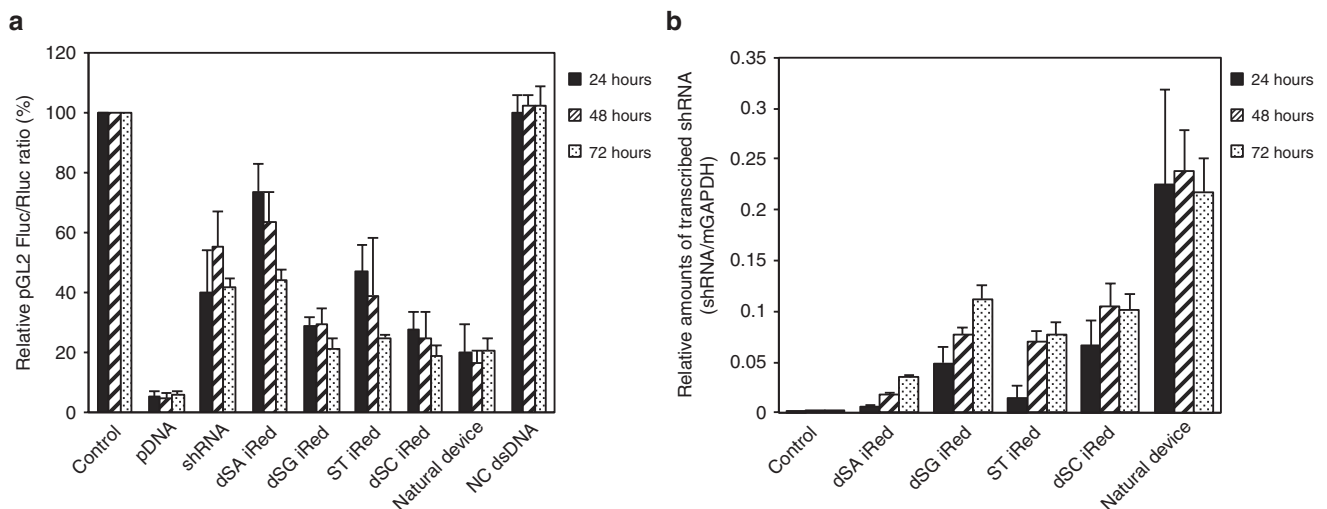 a
Relative pGL2 Fluc/Rluc ratio (%)
120
100
80
60
40
20
0
Control
pDNA
shRNA
dSA iRed
dSG iRed
ST iRed
dSC iRed
Natural device
NC dsDNA
24 hours
48 hours
72 hours
b
Relative amounts of transcribed shRNA
(shRNA/mGAPDH)
0.35
0.3
0.25
0.2
0.15
0.1
0.05
0
Control
dSA iRed
dSG iRed
ST iRed
dSC iRed
Natural device
24 hours
48 hours
72 hours